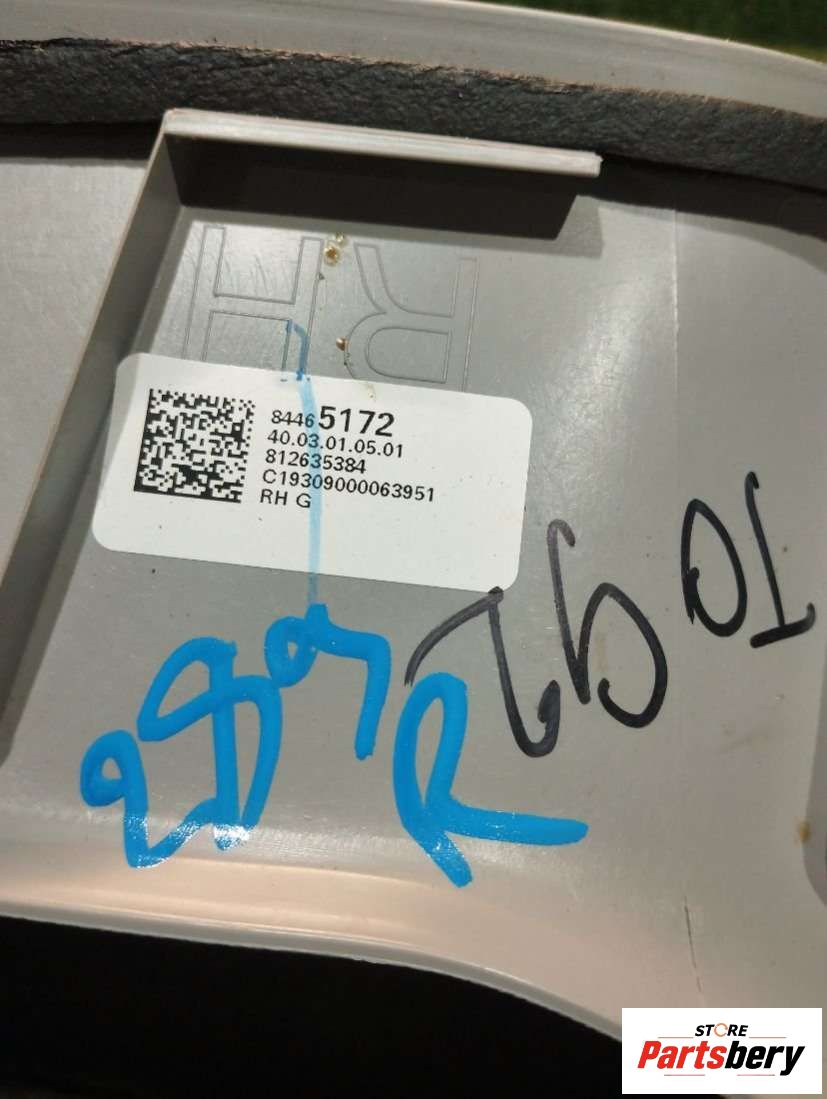 RH
84465172
40.03.01.05.01
812635384
C19309000063951
RH G
STORE
Partsbery